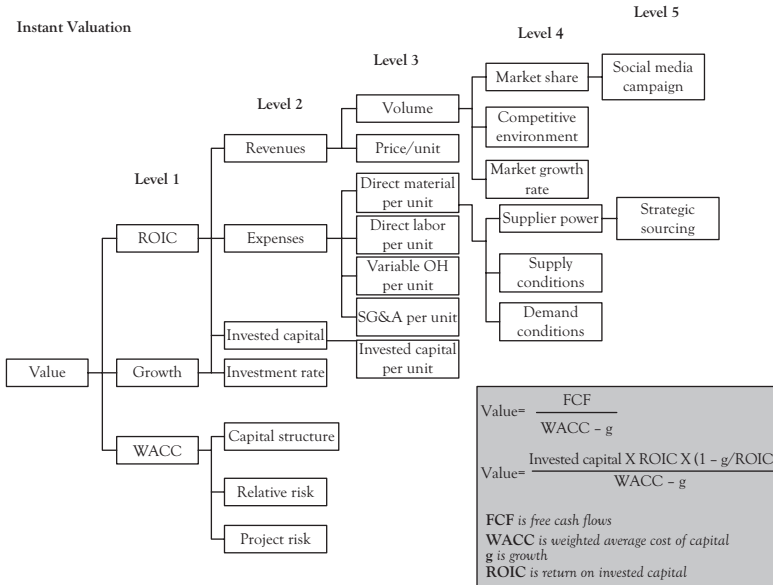 Instant Valuation
Level 1
Level 2
Level 3
Level 4
Level 5
Value
ROIC
Growth
WACC
Revenues
Expenses
Invested capital
Investment rate
Capital structure
Relative risk
Project risk
Volume
Price/unit
Direct material
per unit
Direct labor
per unit
Variable OH
per unit
SG&A per unit
Invested capital
per unit
Market share
Competitive
environment
Market growth
rate
Supplier power
Supply
conditions
Demand
conditions
Social media
campaign
Strategic
sourcing
Value= FCF
WACC – g
Value= Invested capital X ROIC X (1 – g/ROIC
WACC – g
FCF is free cash flows
WACC is weighted average cost of capital
g is growth
ROIC is return on invested capital